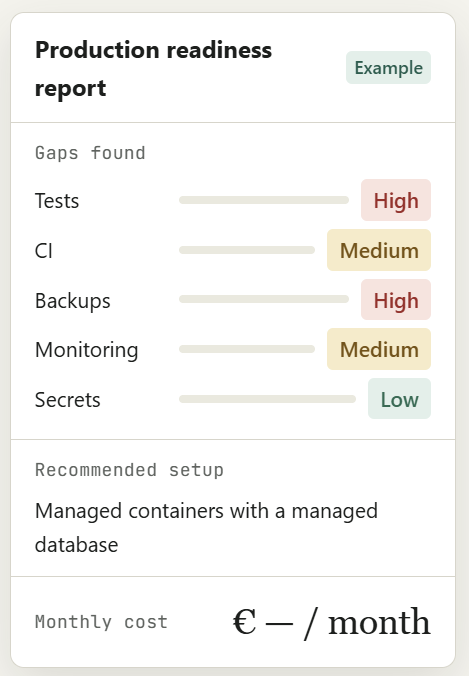 Production readiness
report
Example
Gaps found
Tests High
CI Medium
Backups High
Monitoring Medium
Secrets Low
Recommended setup
Managed containers with a managed
database
Monthly cost € — / month